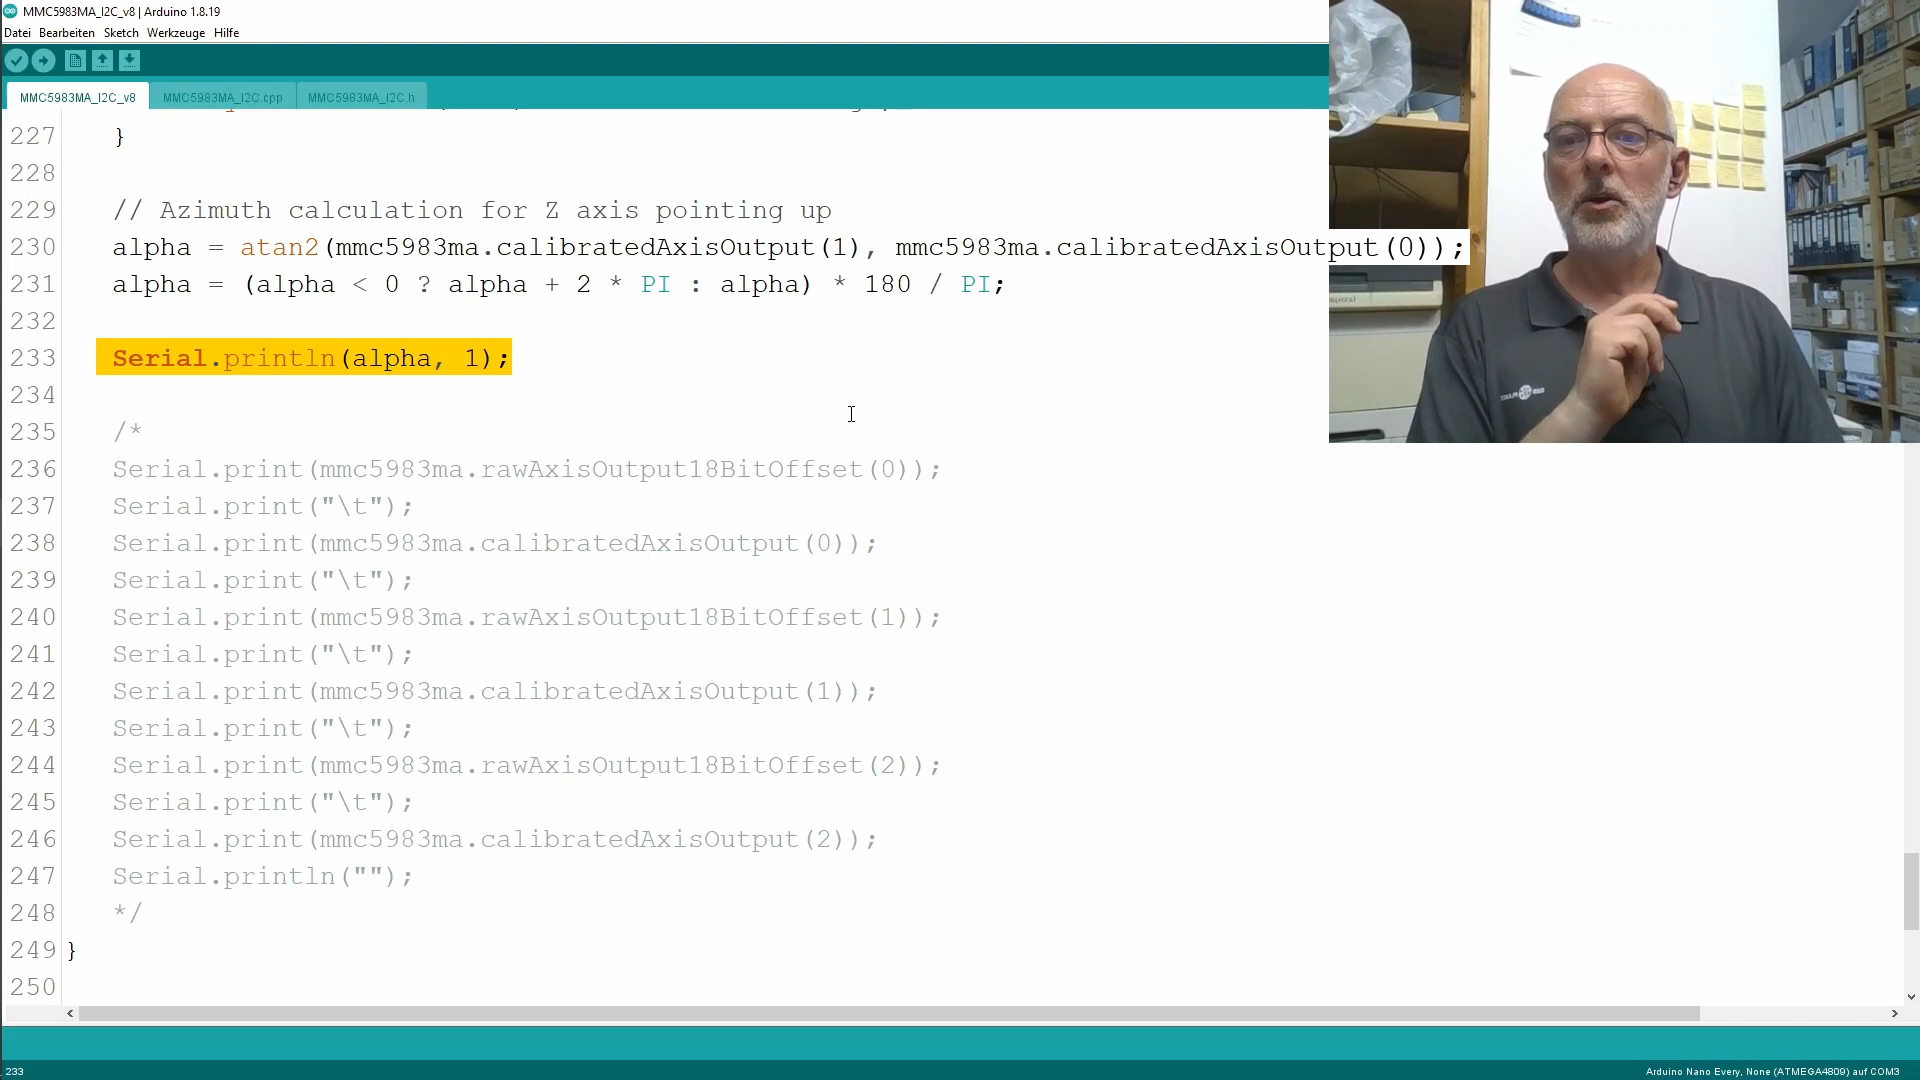 MMC5983MA_I2C_v8 | Arduino 1.8.19
Datei Bearbeiten Sketch Werkzeuge Hilfe
MMC5983MA_I2C_v8 MMC5983MA_I2C.cpp MMC5983MA_I2C.h
227 }
228
229 // Azimuth calculation for Z axis pointing up
230 alpha = atan2(mmc5983ma.calibratedAxisOutput(1), mmc5983ma.calibratedAxisOutput(0));
231 alpha = (alpha < 0 ? alpha + 2 * PI : alpha) * 180 / PI;
232
233 Serial.println(alpha, 1);
234
235 /*
236 Serial.print(mmc5983ma.rawAxisOutput18BitOffset(0));
237 Serial.print("\t");
238 Serial.print(mmc5983ma.calibratedAxisOutput(0));
239 Serial.print("\t");
240 Serial.print(mmc5983ma.rawAxisOutput18BitOffset(1));
241 Serial.print("\t");
242 Serial.print(mmc5983ma.calibratedAxisOutput(1));
243 Serial.print("\t");
244 Serial.print(mmc5983ma.rawAxisOutput18BitOffset(2));
245 Serial.print("\t");
246 Serial.print(mmc5983ma.calibratedAxisOutput(2));
247 Serial.println("");
248 */
249 }
250
233
Arduino Nano Every, None (ATMEGA4809) auf COM3